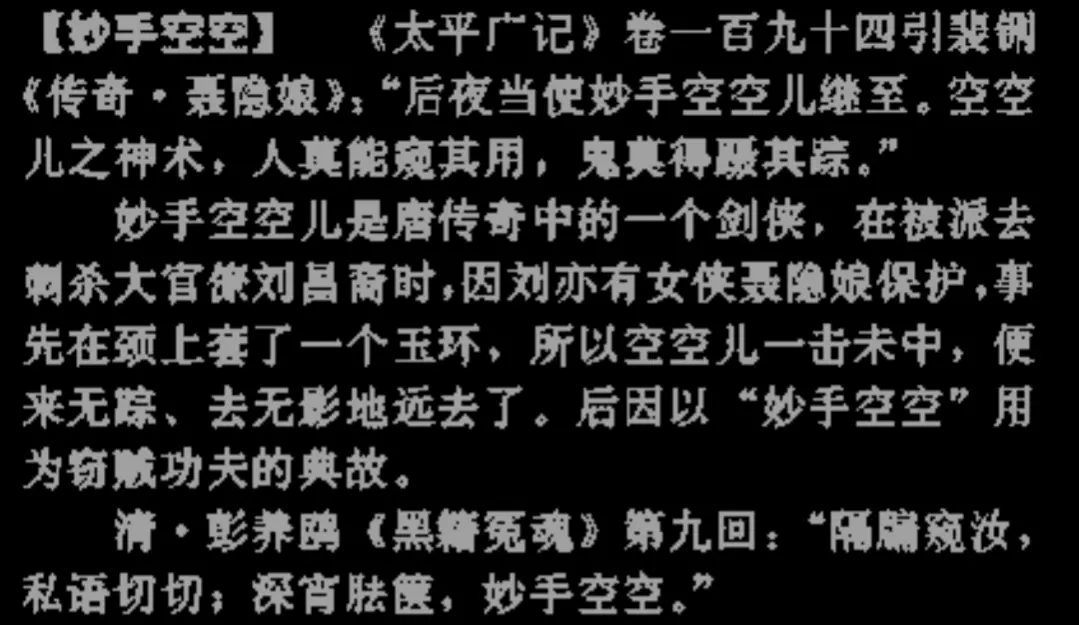 【妙手空空】　《太平广记》卷一百九十四引裴铏
《传奇·聂隐娘》：“后夜当使妙手空空儿继至。空空
儿之神术，人莫能窥其用，鬼莫得蹑其踪。”
妙手空空儿是唐传奇中的一个剑侠，在被派去
刺杀大官僚刘昌裔时，因刘亦有女侠聂隐娘保护，事
先在颈上套了一个玉环，所以空空儿一击未中，便
来无踪、去无影地远去了。后因以“妙手空空”用
为窃贼功夫的典故。
清·彭养鸥《黑籍冤魂》第九回：“隔牖窥汝，
私语切切；深宵胠箧，妙手空空。”